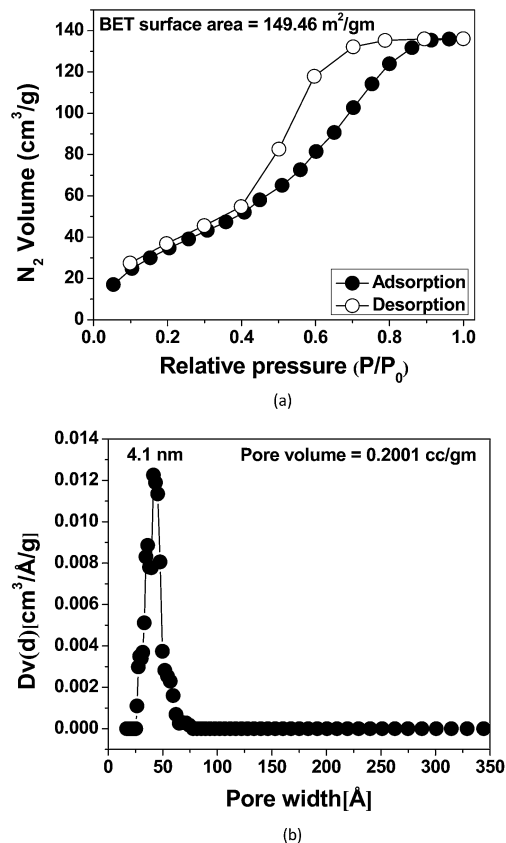 (a)
BET surface area = 149.46 m²/gm
N₂ Volume (cm³/g)
140
120
100
80
60
40
20
0
Adsorption
Desorption
0.0 0.2 0.4 0.6 0.8 1.0
Relative pressure (P/P₀)
(a)
0.014
4.1 nm Pore volume = 0.2001 cc/gm
Dv(d)[cm³/Å/g]
0.012
0.010
0.008
0.006
0.004
0.002
0.000
0 50 100 150 200 250 300 350
Pore width[Å]
(b)